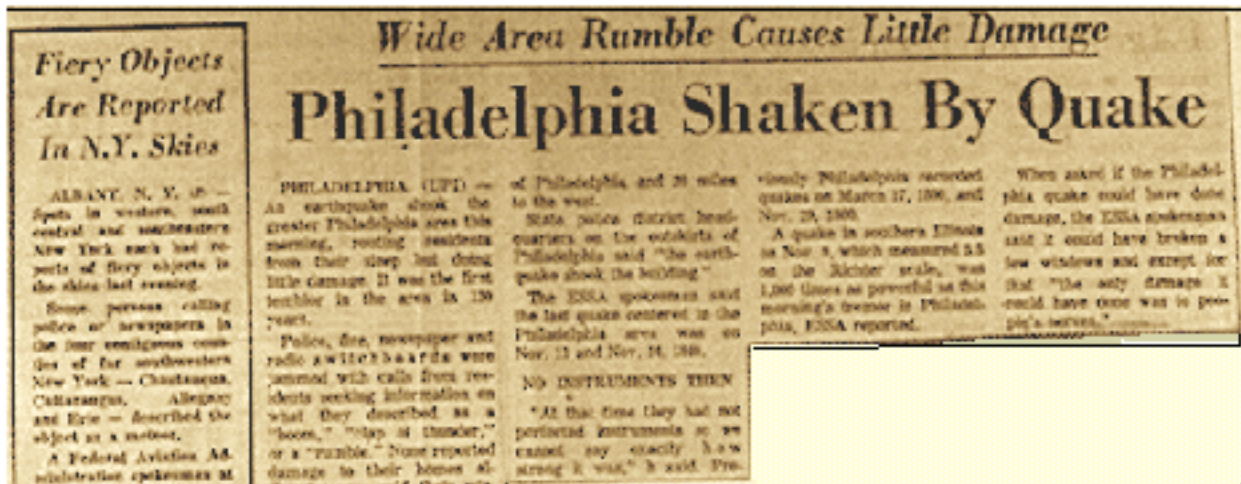 Fiery Objects
Are Reported
In N.Y. Skies
ALBANY, N. Y.
Spots in western, south
central and southeastern
New York each had re-
ports of fiery objects in
the skies last evening.
Some persons calling
police or newspapers in
the four contiguous coun-
ties of far southwestern
New York — Chautauqua,
Cattaraugus, Allegany
and Erie — described the
object as a meteor.
A Federal Aviation Ad-
ministration spokesman at
Wide Area Rumble Causes Little Damage
Philadelphia Shaken By Quake
PHILADELPHIA (UPI) —
An earthquake shook the
greater Philadelphia area this
morning, routing residents
from their sleep but doing
little damage. It was the first
temblor in the area in
years.
Police, fire, newspaper and
radio switchboards were
jammed with calls from res-
idents seeking information on
what they described as a
"boom," "clap of thunder,"
or a "rumble." None reported
damage to their homes al-
of Philadelphia, and 20 miles
to the west.
State police district head-
quarters on the outskirts of
Philadelphia said "the earth-
quake shook the building."
The ESSA spokesman said
the last quake centered in the
Philadelphia area was on
Nov. 11 and Nov. 14, 1840.
NO INSTRUMENTS THEN
"At that time they had not
perfected instruments so we
cannot say exactly how
strong it was," h said. Pre-
viously Philadelphia recorded
quakes on March 17, and
Nov. 29,
A quake in southern Illinois
on Nov. 9, which measured 5.5
on the Richter scale, was
1,000 times as powerful as this
morning's tremor in Philadel-
phia, ESSA reported.
When asked if the Philadel-
phia quake could have done
damage, the ESSA spokesman
said it could have broken a
few windows and except for
that "the only damage it
could have done was to peo-
ple's nerves."